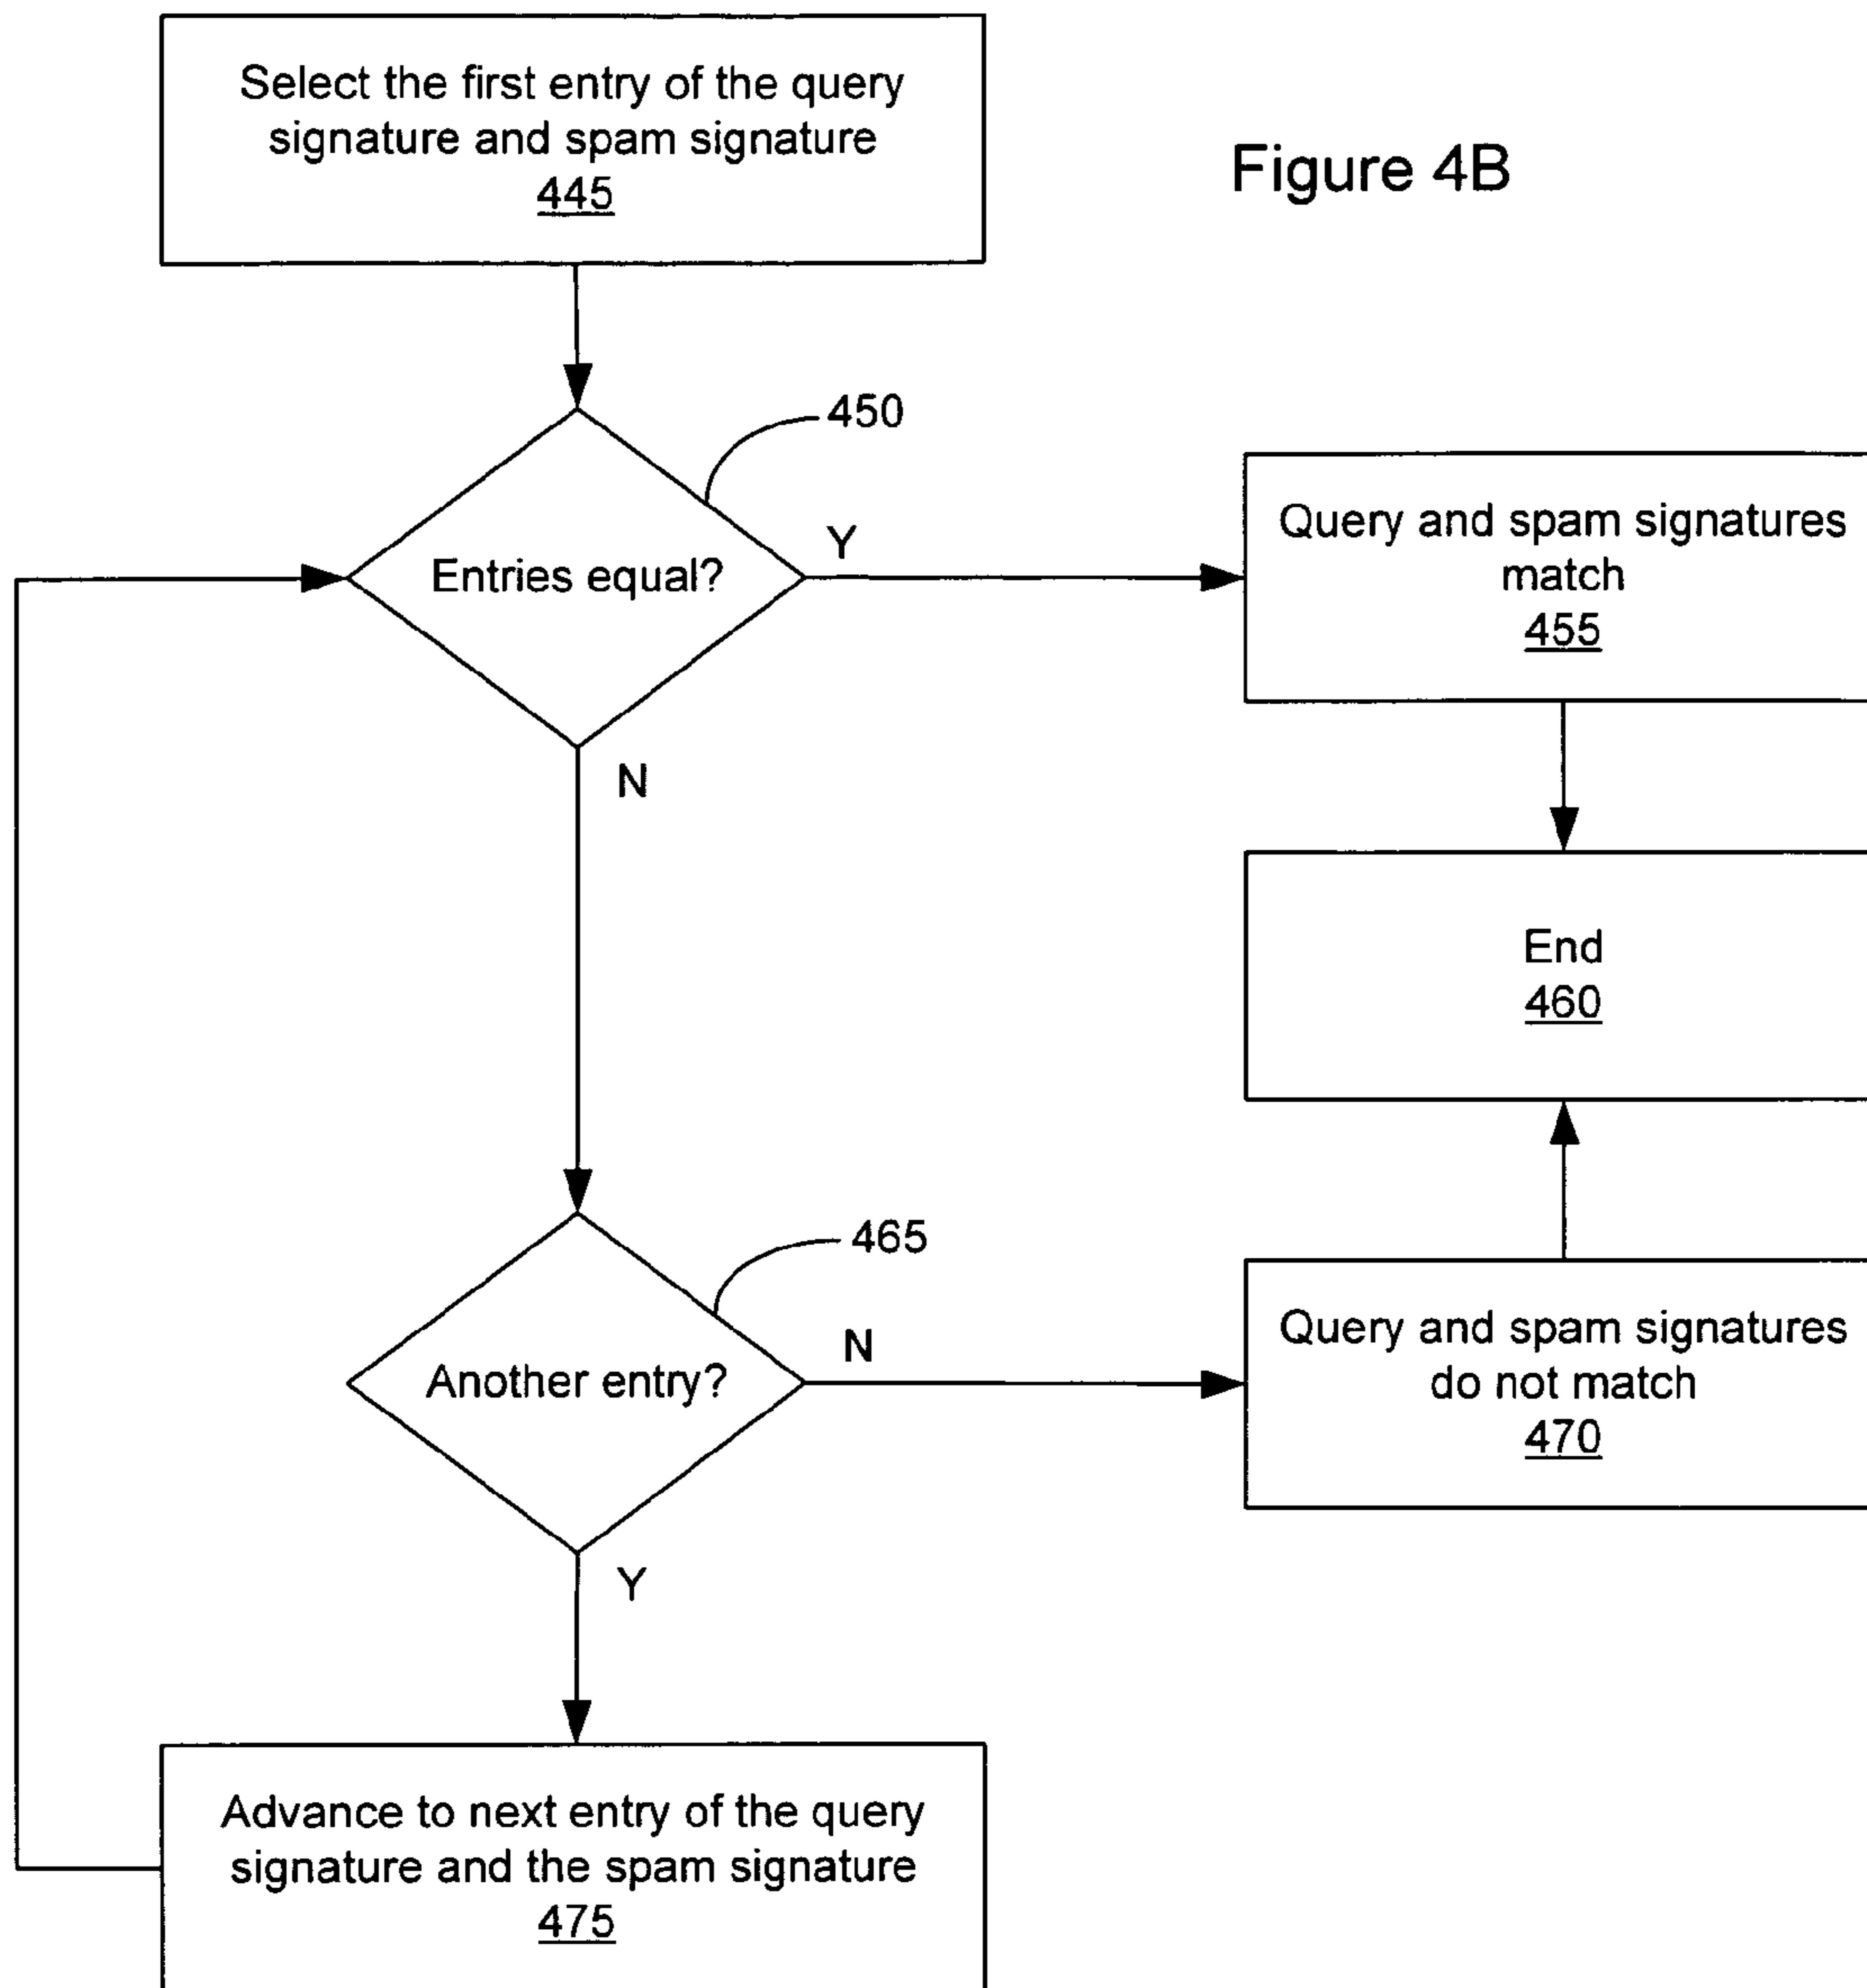 Select the first entry of the query
signature and spam signature
445
Figure 4B
450
Entries equal?
Y
N
Query and spam signatures
match
455
End
460
465
Another entry?
N
Y
Query and spam signatures
do not match
470
Advance to next entry of the query
signature and the spam signature
475